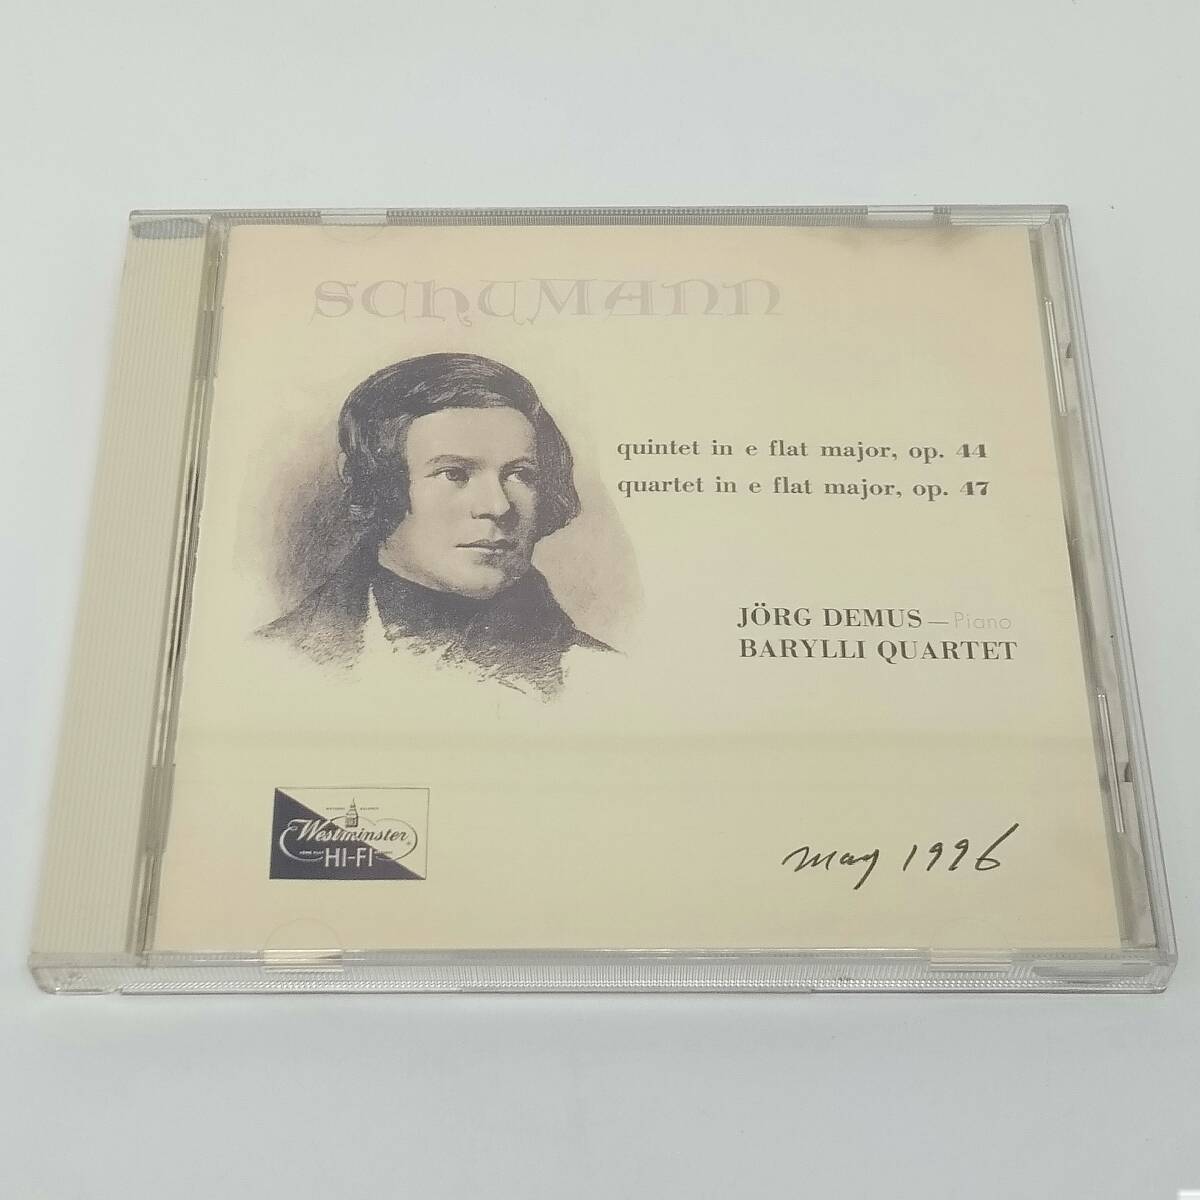 SCHUMANN
quintet in e flat major, op. 44
quartet in e flat major, op. 47
JÖRG DEMUS — Piano
BARYLLI QUARTET
Westminster
HI-FI
may 1996